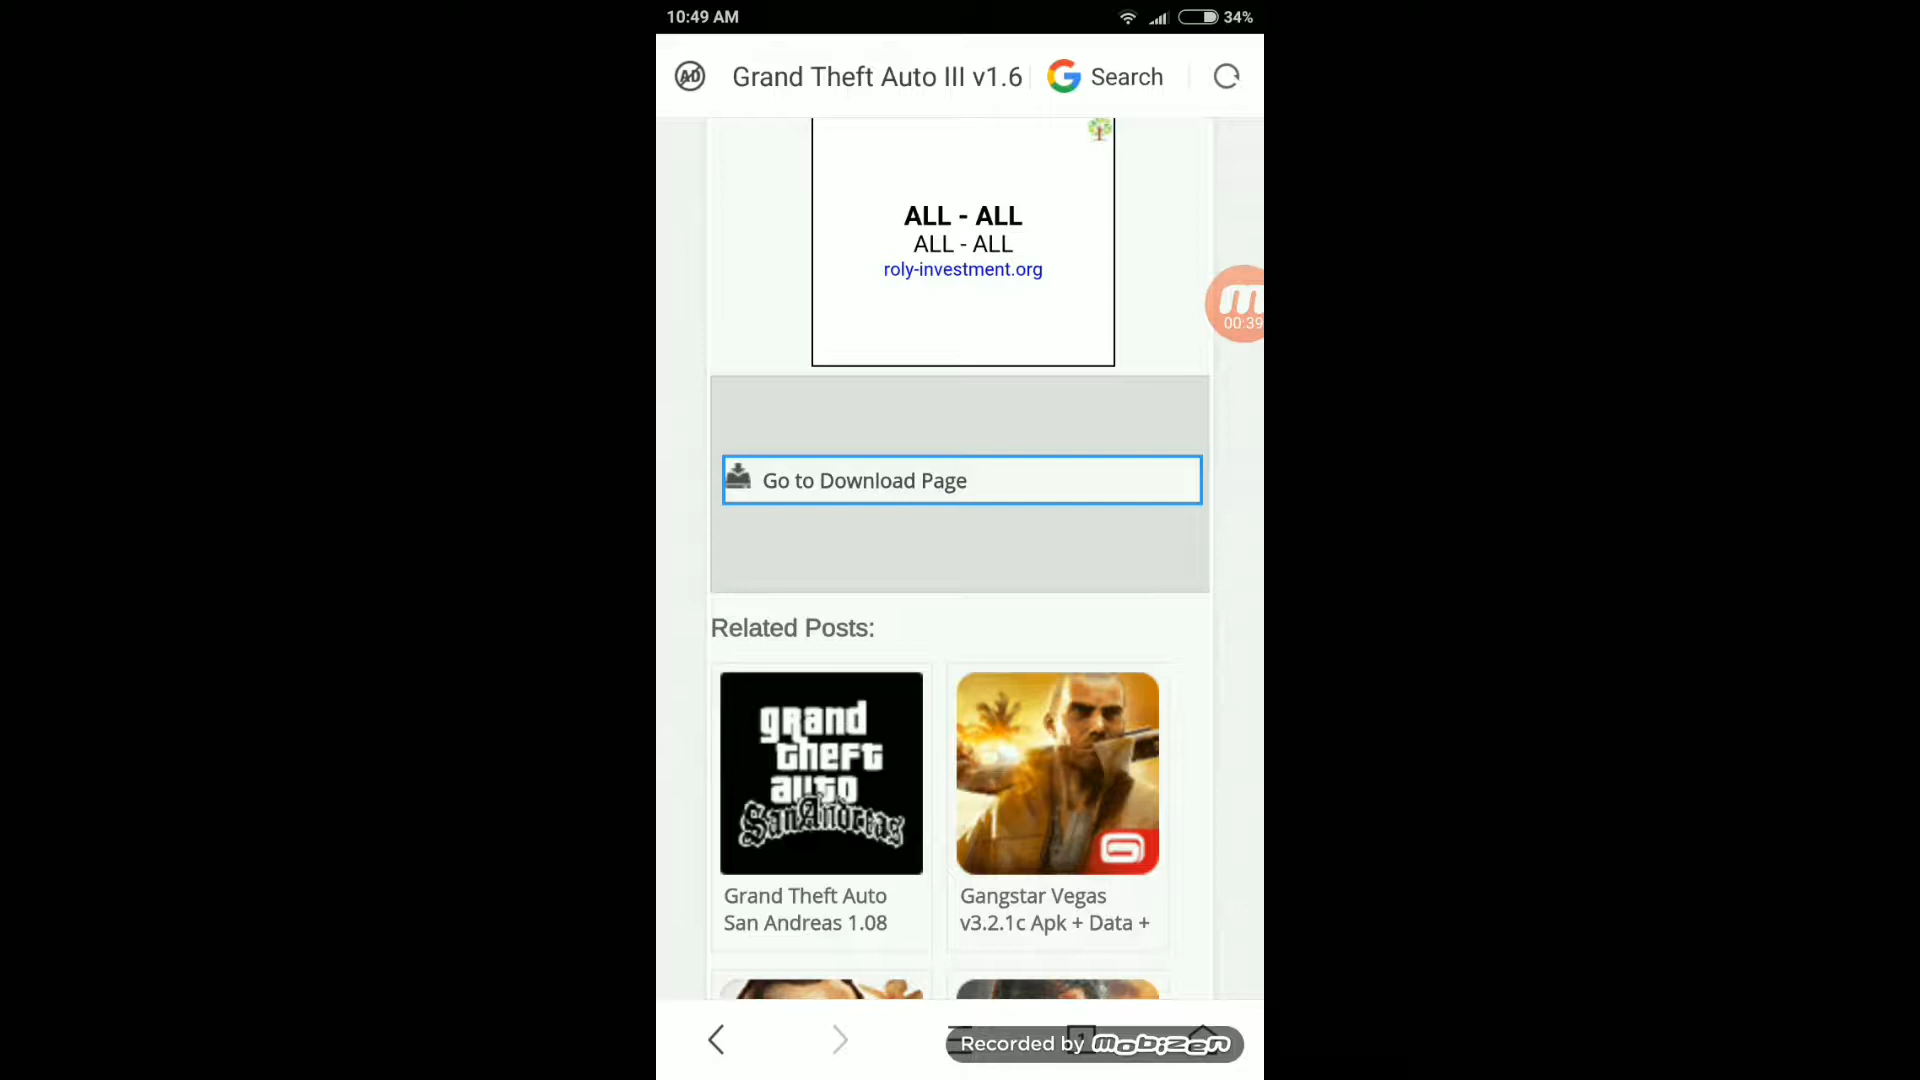 10:49 AM
34%
AD
Grand Theft Auto III v1.6
Search
ALL - ALL
ALL - ALL
roly-investment.org
00:39
Go to Download Page
Related Posts:
grand
theft
auto
San Andreas
Grand Theft Auto
San Andreas 1.08
Gangstar Vegas
v3.2.1c Apk + Data +
1
Recorded by mobizen